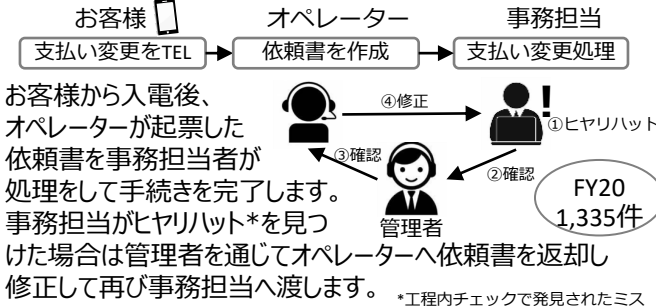 お客様 オペレーター 事務担当
支払い変更をTEL 依頼書を作成 支払い変更処理
お客様から入電後、
オペレーターが起票した
依頼書を事務担当者が
処理をして手続きを完了します。
事務担当がヒヤリハット*を見つ
けた場合は管理者を通じてオペレーターへ依頼書を返却し
修正して再び事務担当へ渡します。
④修正
①ヒヤリハット
③確認
②確認
管理者
FY20
1,335件
*工程内チェックで発見されたミス